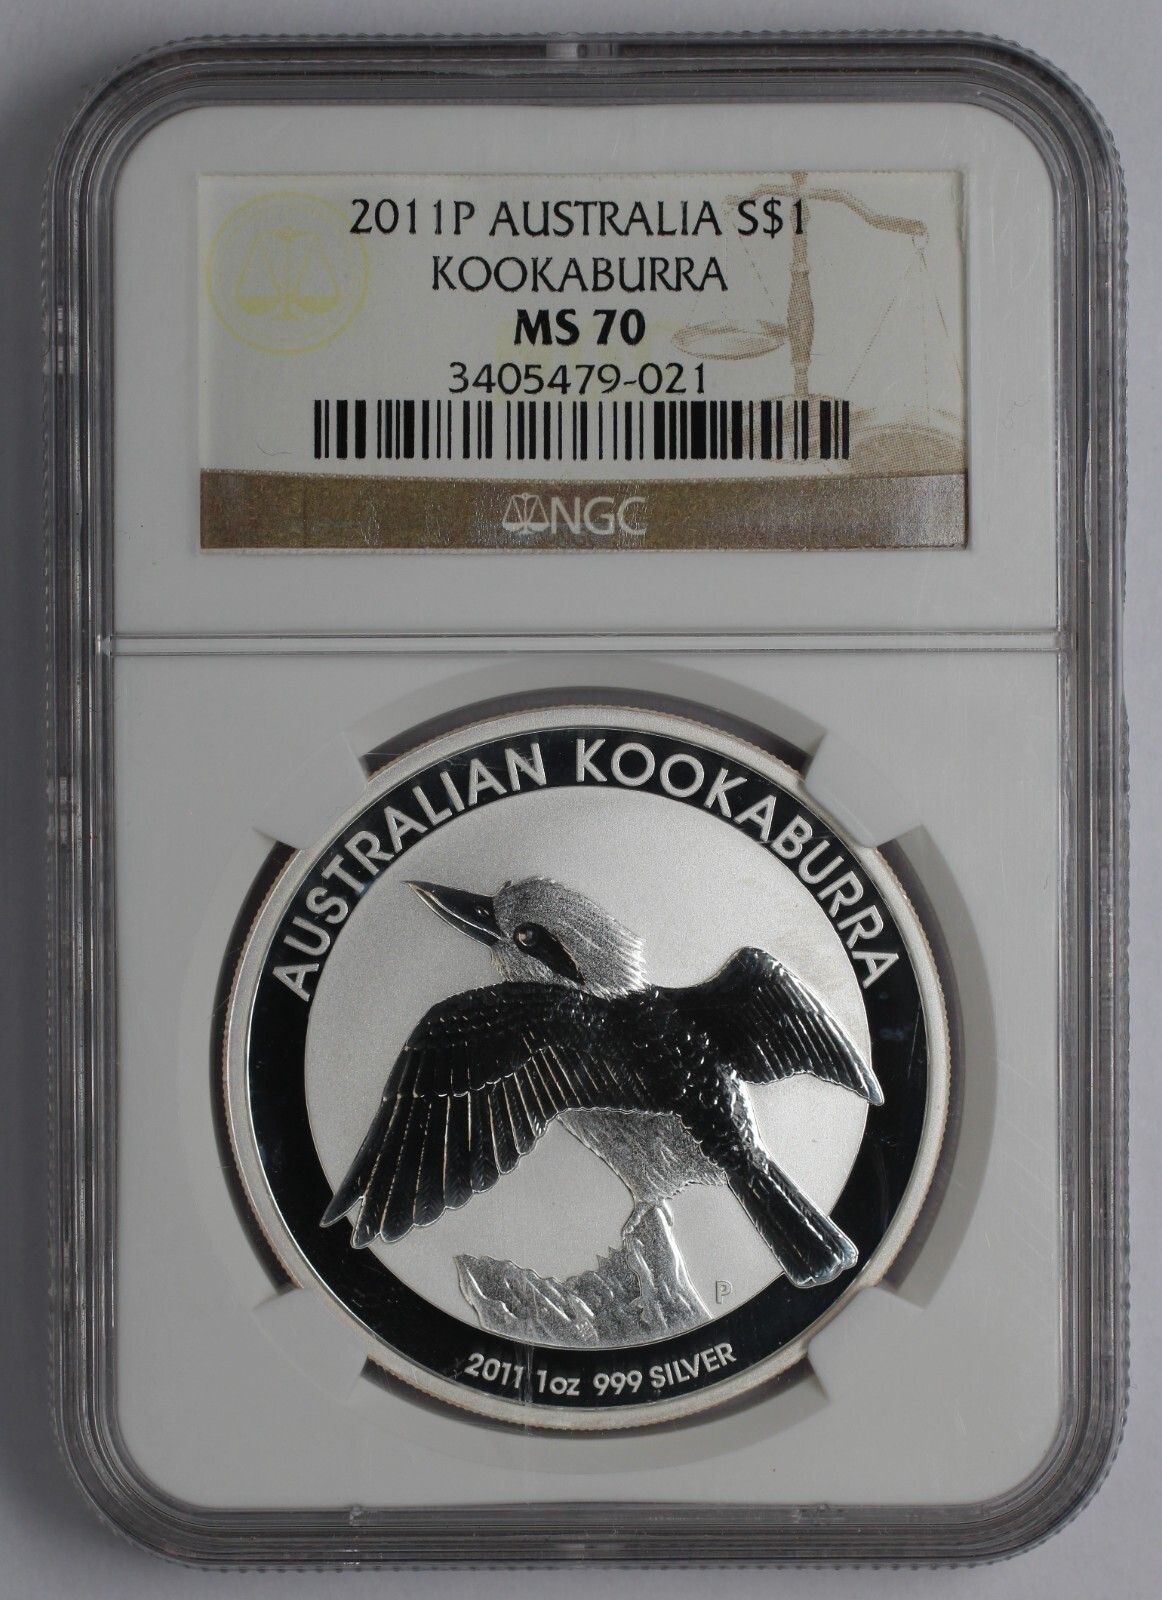 2011P AUSTRALIA S$1
KOOKABURRA
MS 70
3405479-021
NGC
AUSTRALIAN KOOKABURRA
P
2011 1oz 999 SILVER